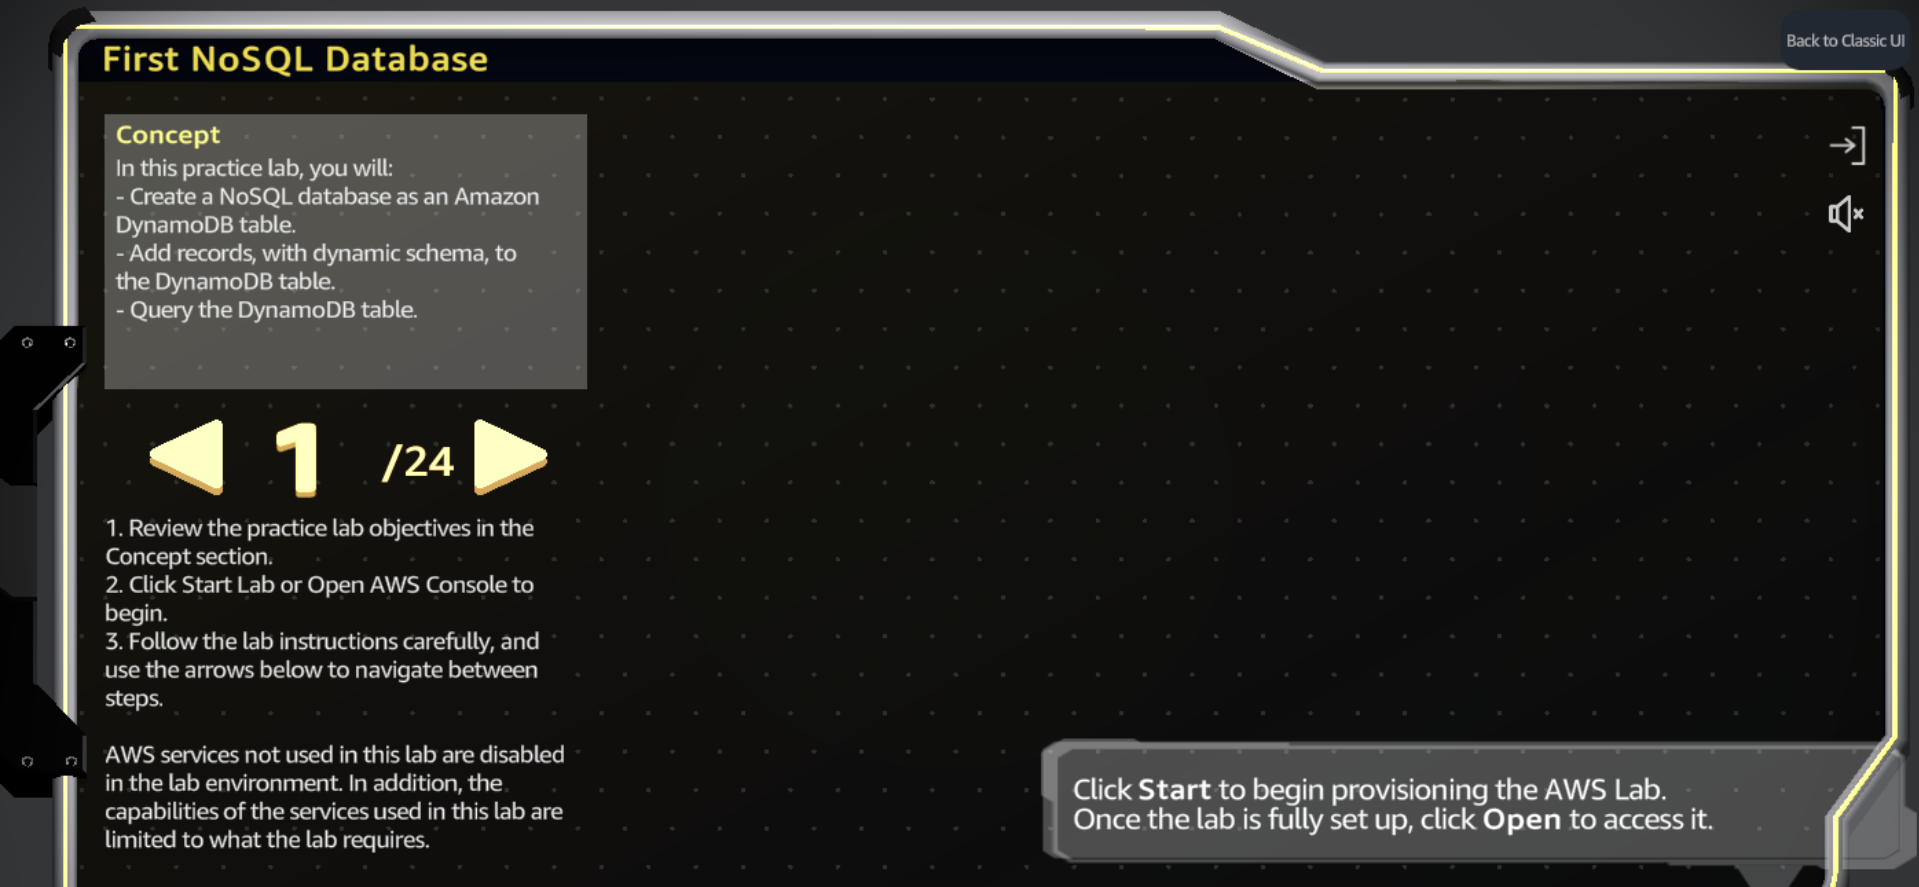 First NoSQL Database
Back to Classic UI
Concept
In this practice lab, you will:
- Create a NoSQL database as an Amazon
DynamoDB table.
- Add records, with dynamic schema, to
the DynamoDB table.
- Query the DynamoDB table.
1 /24
1. Review the practice lab objectives in the
Concept section.
2. Click Start Lab or Open AWS Console to
begin.
3. Follow the lab instructions carefully, and
use the arrows below to navigate between
steps.
AWS services not used in this lab are disabled
in the lab environment. In addition, the
capabilities of the services used in this lab are
limited to what the lab requires.
Click Start to begin provisioning the AWS Lab.
Once the lab is fully set up, click Open to access it.